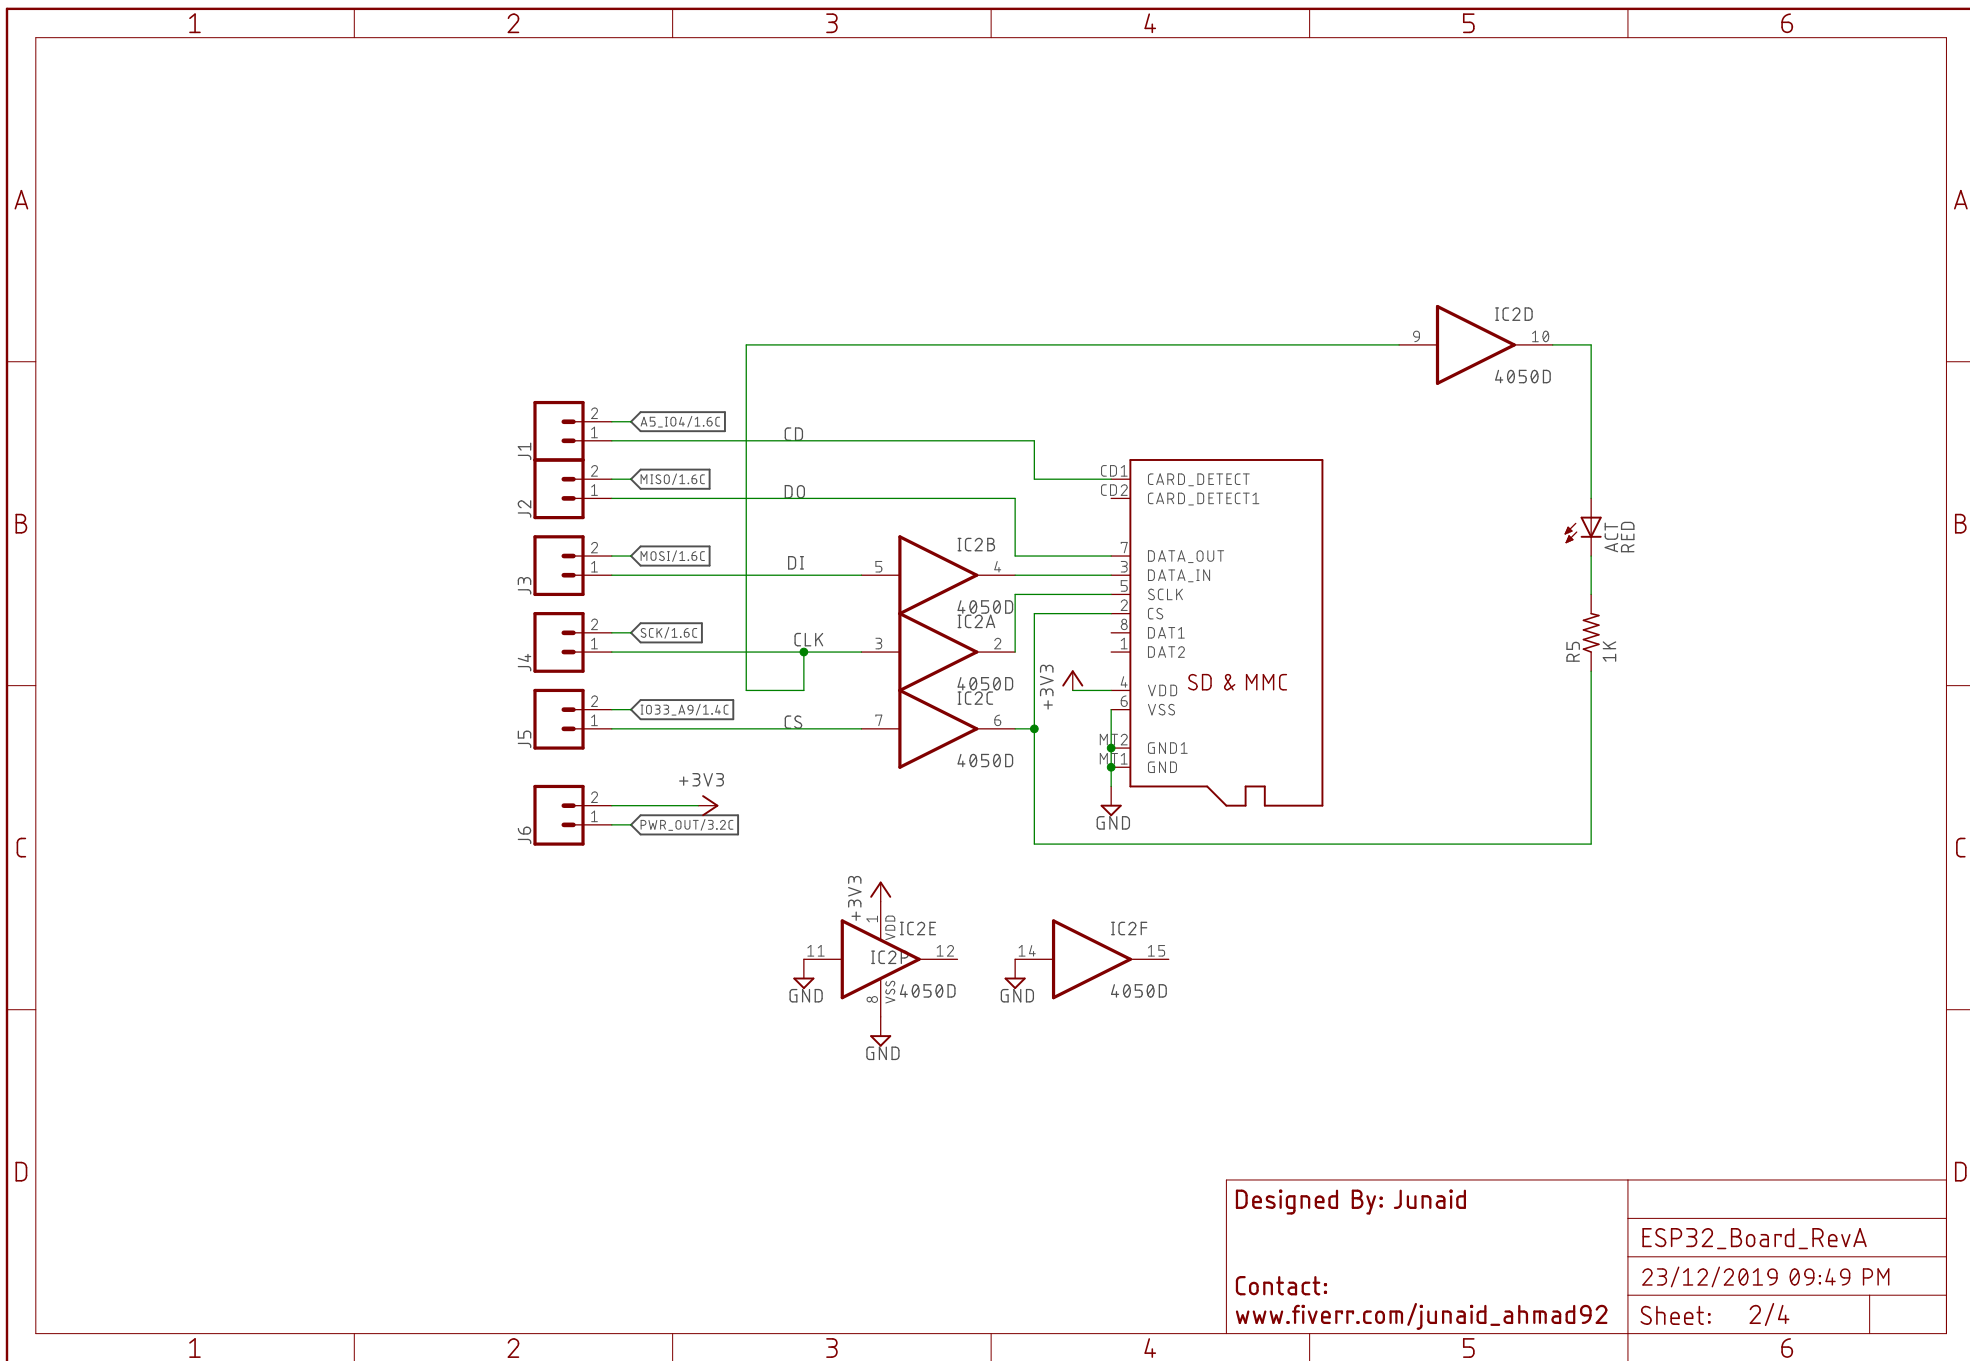 1 2 3 4 5 6
A A
IC2D
9 10
4050D
2 A5_IO4/1.6C
1 CD
J1
2 MISO/1.6C
1 DO
J2
CD1 CARD_DETECT
CD2 CARD_DETECT1
B B
ACT
RED
2 MOSI/1.6C
1 DI
J3
5 IC2B 4
4050D
7 DATA_OUT
3 DATA_IN
5 SCLK
2 CS
8 DAT1
1 DAT2
2 SCK/1.6C
1 CLK
J4
3 IC2A 2
4050D
R5
1K
+3V3
SD & MMC
4 VDD
6 VSS
MT2 GND1
MT1 GND
GND
2 IO33_A9/1.4C
1 CS
J5
7 IC2C 6
4050D
+3V3
2
1 PWR_OUT/3.2C
J6
C C
+3V3
1 VDD
IC2E
11 IC2P 12
8 VSS
4050D
GND
GND
IC2F
14 15
4050D
GND
D D
Designed By: Junaid
ESP32_Board_RevA
23/12/2019 09:49 PM
Contact:
www.fiverr.com/junaid_ahmad92
Sheet: 2/4
1 2 3 4 5 6